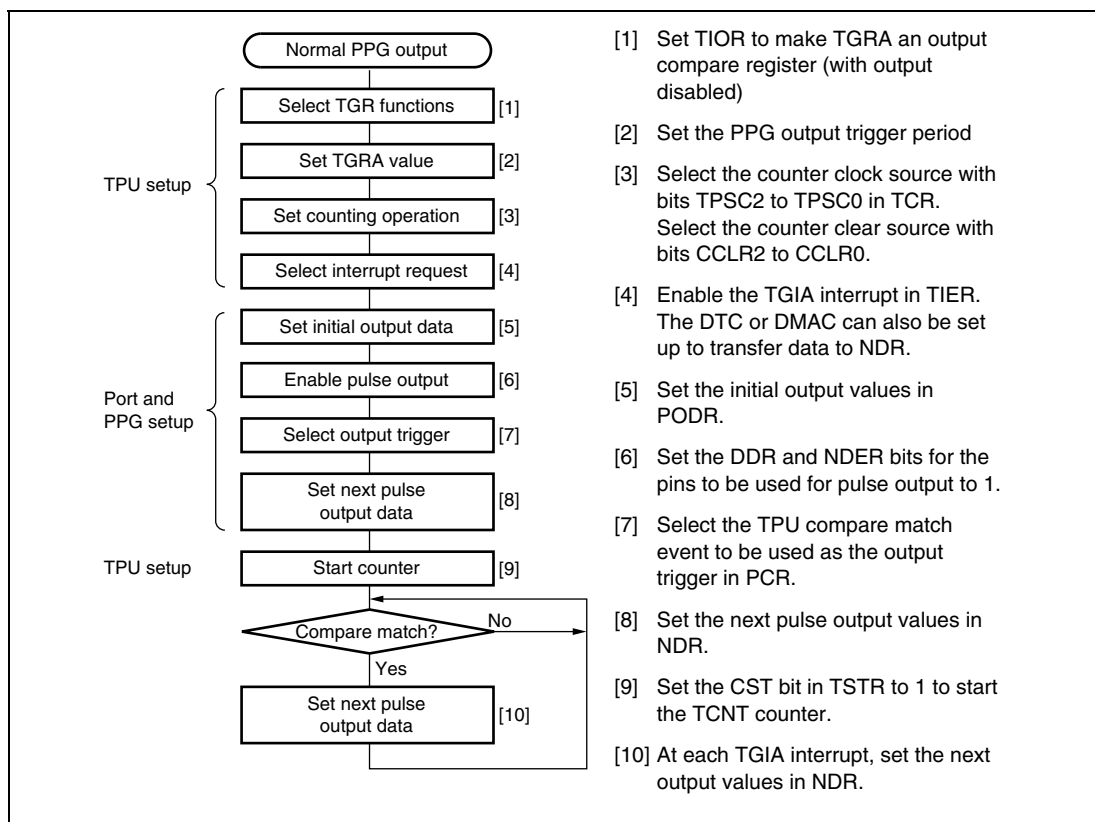 Normal PPG output
Select TGR functions [1]
Set TGRA value [2]
TPU setup
Set counting operation [3]
Select interrupt request [4]
Set initial output data [5]
Enable pulse output [6]
Port and
PPG setup
Select output trigger [7]
Set next pulse
output data [8]
TPU setup
Start counter [9]
Compare match?
No
Yes
Set next pulse
output data [10]
[1] Set TIOR to make TGRA an output
compare register (with output
disabled)
[2] Set the PPG output trigger period
[3] Select the counter clock source with
bits TPSC2 to TPSC0 in TCR.
Select the counter clear source with
bits CCLR2 to CCLR0.
[4] Enable the TGIA interrupt in TIER.
The DTC or DMAC can also be set
up to transfer data to NDR.
[5] Set the initial output values in
PODR.
[6] Set the DDR and NDER bits for the
pins to be used for pulse output to 1.
[7] Select the TPU compare match
event to be used as the output
trigger in PCR.
[8] Set the next pulse output values in
NDR.
[9] Set the CST bit in TSTR to 1 to start
the TCNT counter.
[10] At each TGIA interrupt, set the next
output values in NDR.